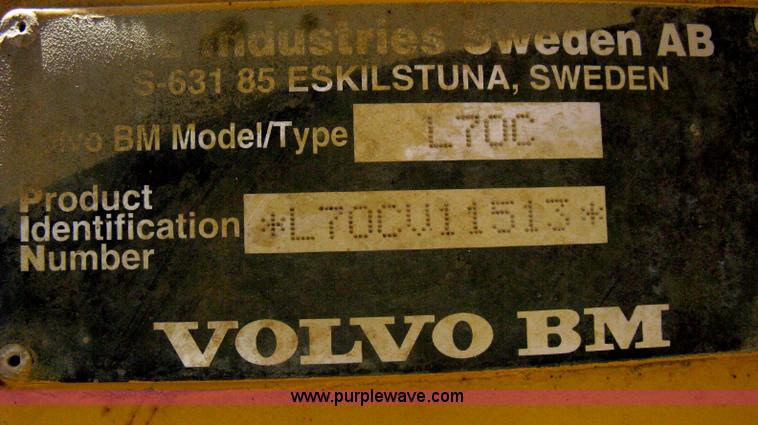 Industries Sweden AB
S-631 85 ESKILSTUNA, SWEDEN
Volvo BM Model/Type L70C
Product
Identification *L70CV11513*
Number
VOLVO BM
www.purplewave.com